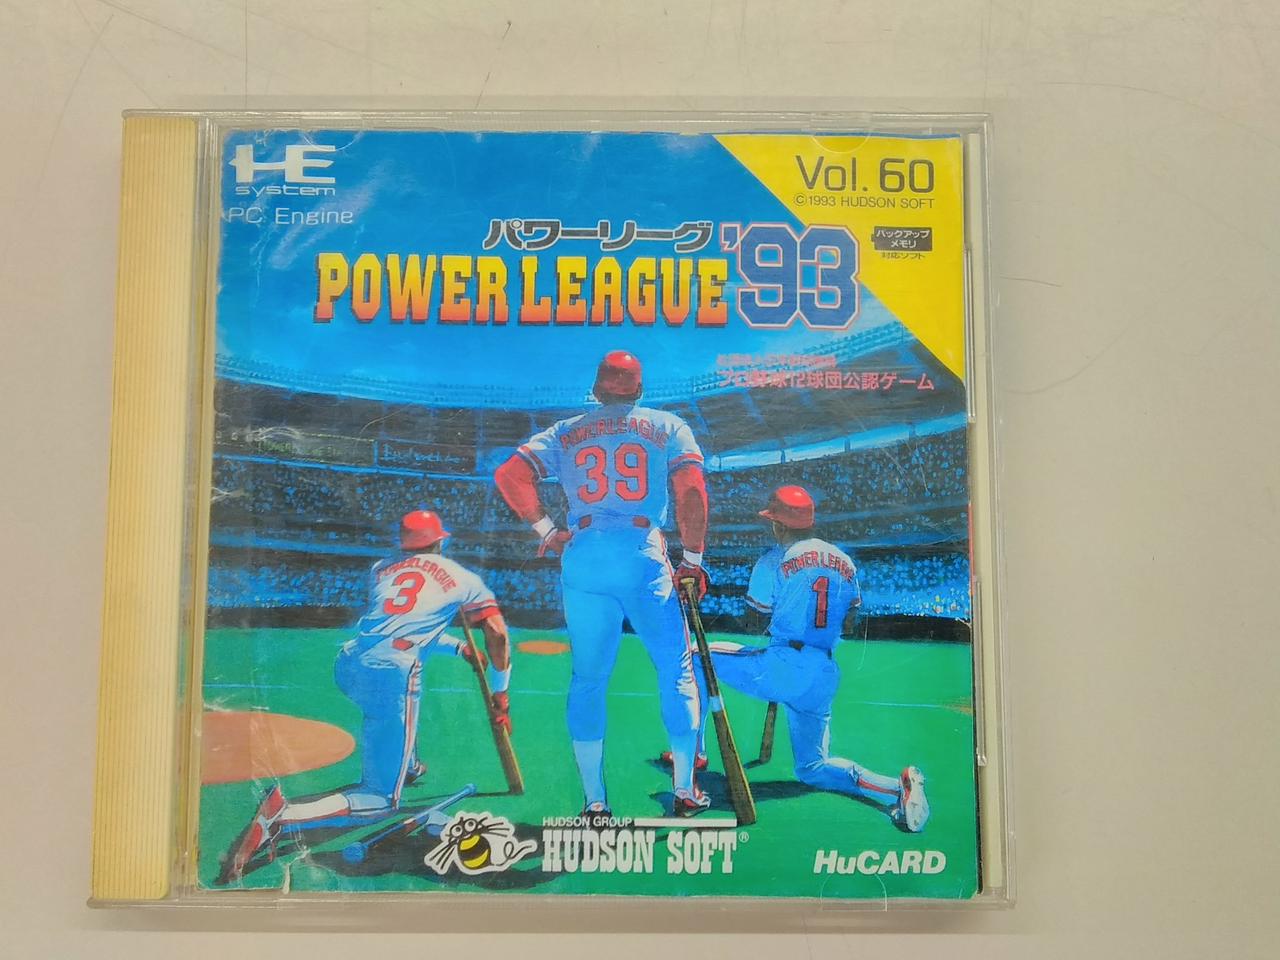 HE
system
PC Engine
Vol. 60
©1993 HUDSON SOFT
バックアップ
メモリ
対応ソフト
パワーリーグ
POWER LEAGUE '93
プロ野球12球団公認ゲーム
POWERLEAGUE
39
POWERLEAGUE
3
POWER LEAGUE
1
HUDSON GROUP
HUDSON SOFT®
HuCARD